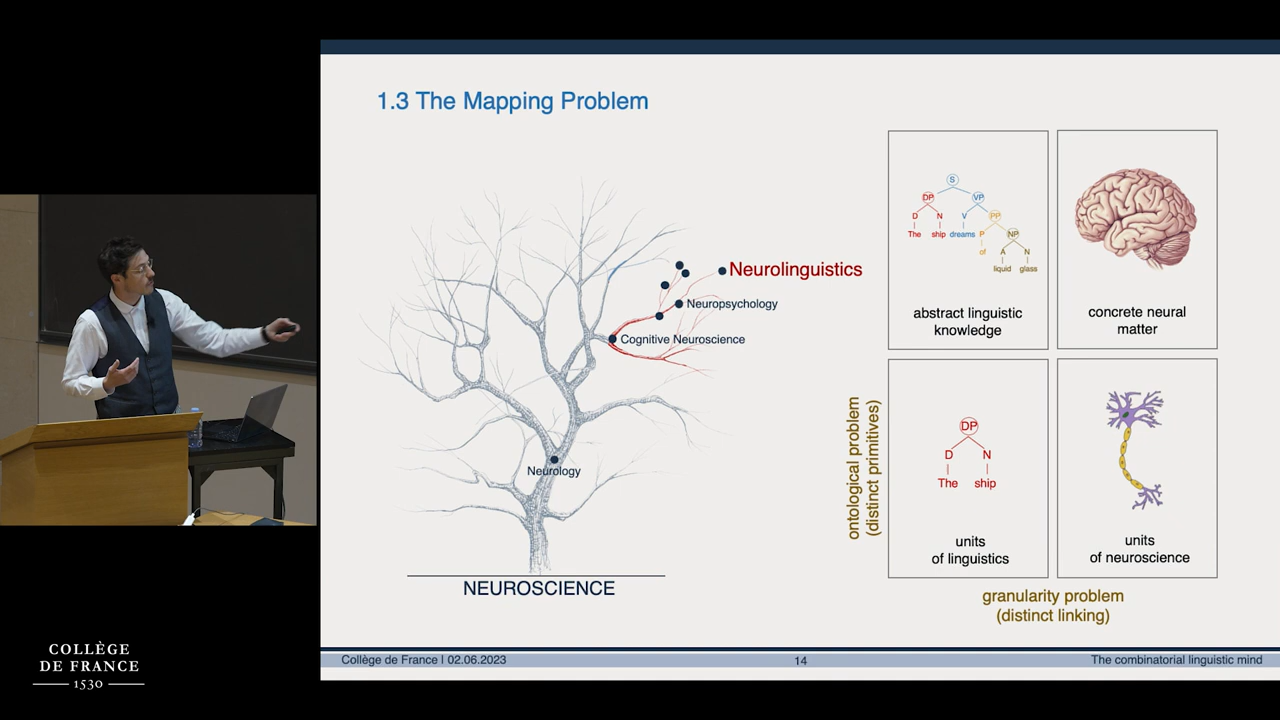 1.3 The Mapping Problem
Neurolinguistics
Neuropsychology
Cognitive Neuroscience
Neurology
NEUROSCIENCE
S
DP VP
D N V PP
The ship dreams P NP
of A N
liquid glass
abstract linguistic
knowledge
concrete neural
matter
ontological problem
(distinct primitives)
DP
D N
The ship
units
of linguistics
units
of neuroscience
granularity problem
(distinct linking)
Collège de France | 02.06.2023
14
The combinatorial linguistic mind
COLLÈGE
DE FRANCE
1530